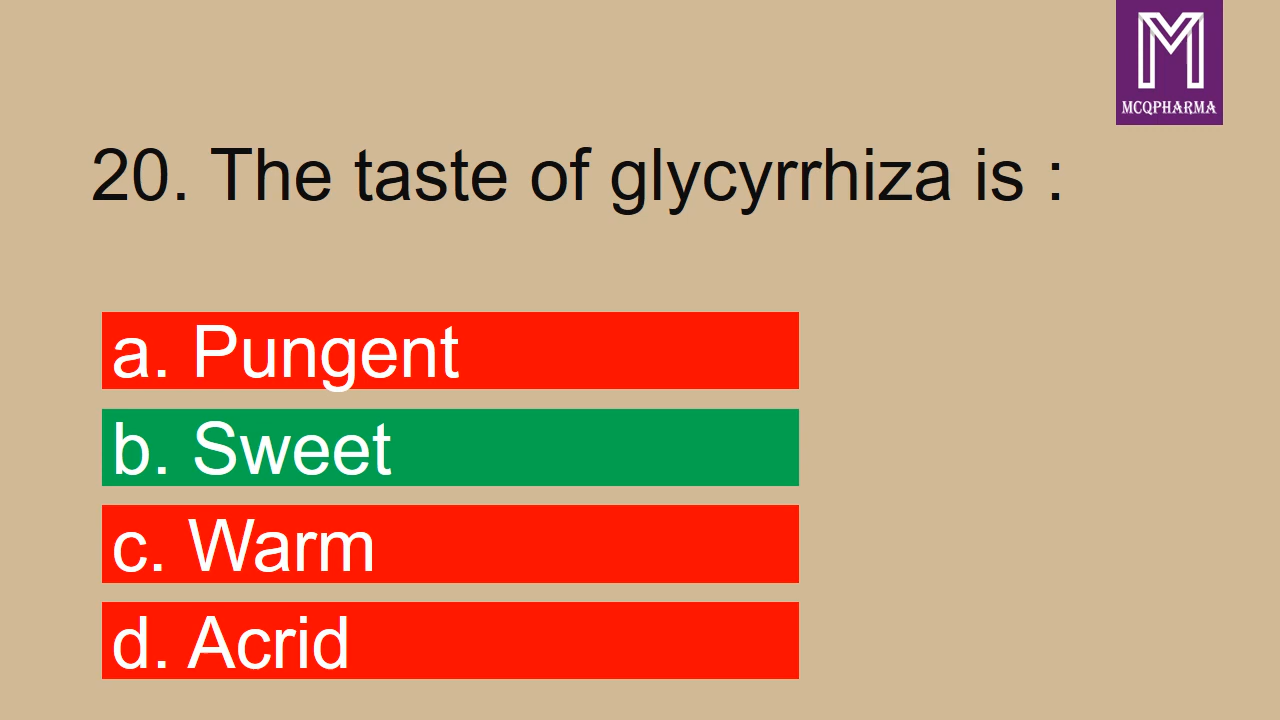 M
MCQPHARMA
20. The taste of glycyrrhiza is :
a. Pungent
b. Sweet
c. Warm
d. Acrid